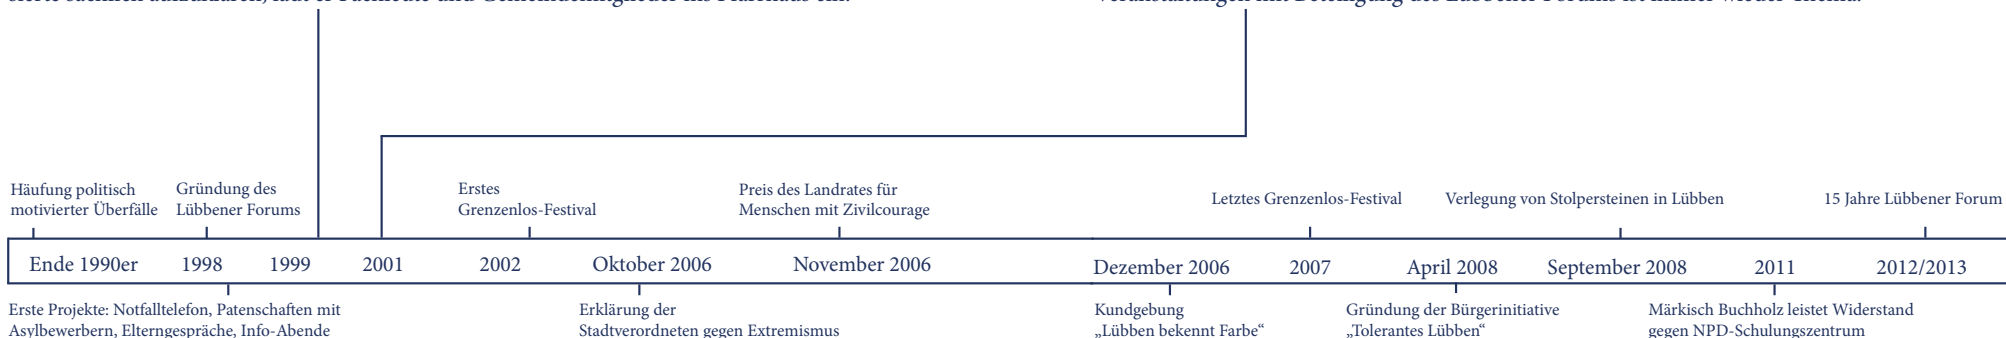 Häufung politisch
motivierter Überfälle
Gründung des
Lübbener Forums
Erstes
Grenzenlos-Festival
Preis des Landrates für
Menschen mit Zivilcourage
Letztes Grenzenlos-Festival
Verlegung von Stolpersteinen in Lübben
15 Jahre Lübbener Forum
Ende 1990er
1998
1999
2001
2002
Oktober 2006
November 2006
Dezember 2006
2007
April 2008
September 2008
2011
2012/2013
Erste Projekte: Notfalltelefon, Patenschaften mit
Asylbewerbern, Elterngespräche, Info-Abende
Erklärung der
Stadtverordneten gegen Extremismus
Kundgebung
„Lübben bekennt Farbe“
Gründung der Bürgerinitiative
„Tolerantes Lübben“
Märkisch Buchholz leistet Widerstand
gegen NPD-Schulungszentrum